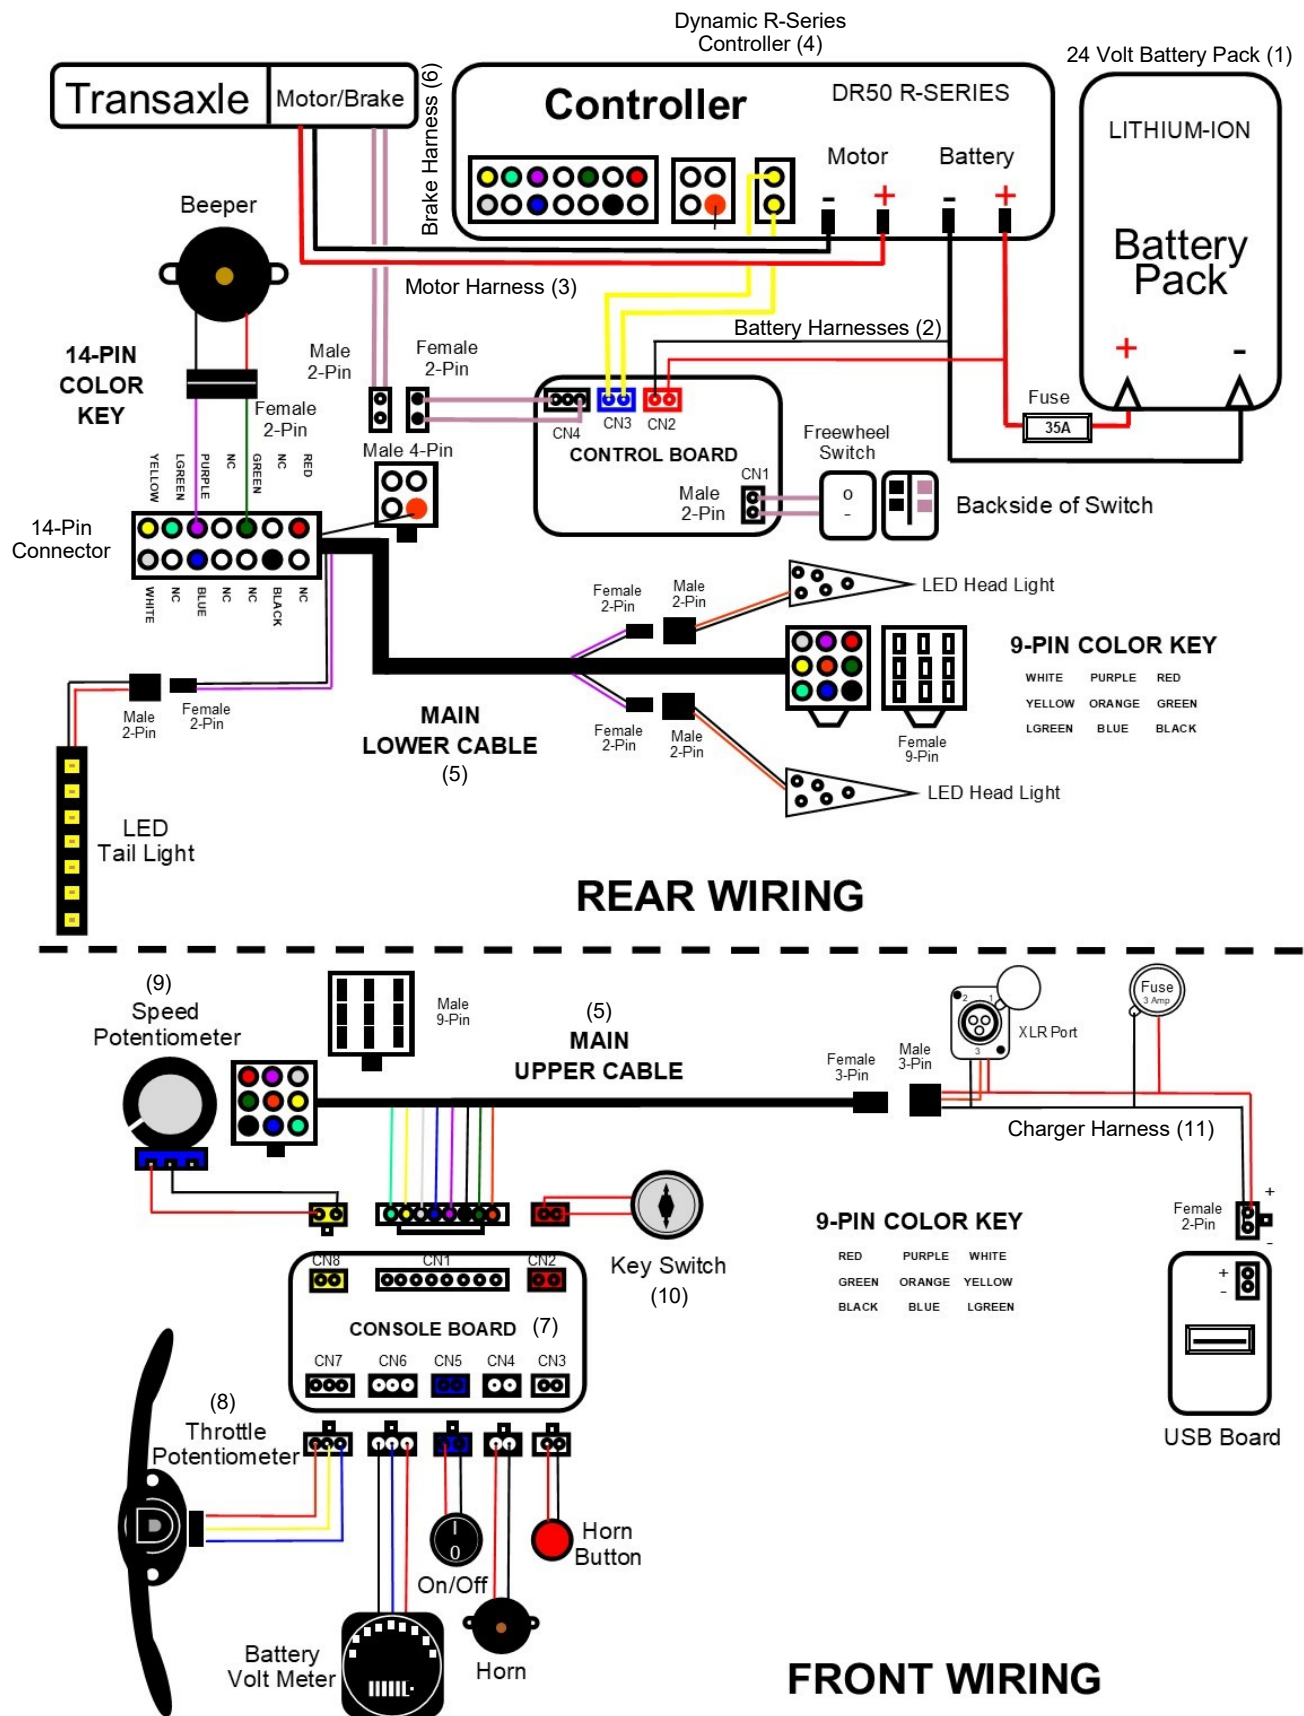 Dynamic R-Series
Controller (4)
24 Volt Battery Pack (1)
Transaxle
Motor/Brake
Brake Harness (6)
Controller
DR50 R-SERIES
Motor
Battery
-
+
-
+
LITHIUM-ION
Battery
Pack
+
-
Beeper
Motor Harness (3)
Battery Harnesses (2)
14-PIN
COLOR
KEY
Male
2-Pin
Female
2-Pin
Female
2-Pin
Male 4-Pin
CN4
CN3
CN2
CONTROL BOARD
CN1
Male
2-Pin
Fuse
35A
Freewheel
Switch
O
-
Backside of Switch
YELLOW
LGREEN
PURPLE
NC
GREEN
NC
RED
14-Pin
Connector
WHITE
NC
BLUE
NC
NC
BLACK
NC
Female
2-Pin
Male
2-Pin
LED Head Light
9-PIN COLOR KEY
WHITE PURPLE RED
YELLOW ORANGE GREEN
LGREEN BLUE BLACK
Male
2-Pin
Female
2-Pin
MAIN
LOWER CABLE
(5)
Female
2-Pin
Male
2-Pin
Female
9-Pin
LED Head Light
LED
Tail Light
REAR WIRING
(9)
Speed
Potentiometer
Male
9-Pin
(5)
MAIN
UPPER CABLE
Female
3-Pin
Male
3-Pin
2
1
3
XLR Port
Fuse
3 Amp
Charger Harness (11)
Key Switch
(10)
9-PIN COLOR KEY
RED PURPLE WHITE
GREEN ORANGE YELLOW
BLACK BLUE LGREEN
Female
2-Pin
+
-
+
-
USB Board
CN8
CN1
CN2
CONSOLE BOARD (7)
CN7
CN6
CN5
CN4
CN3
(8)
Throttle
Potentiometer
I
0
On/Off
Horn
Button
Battery
Volt Meter
Horn
FRONT WIRING